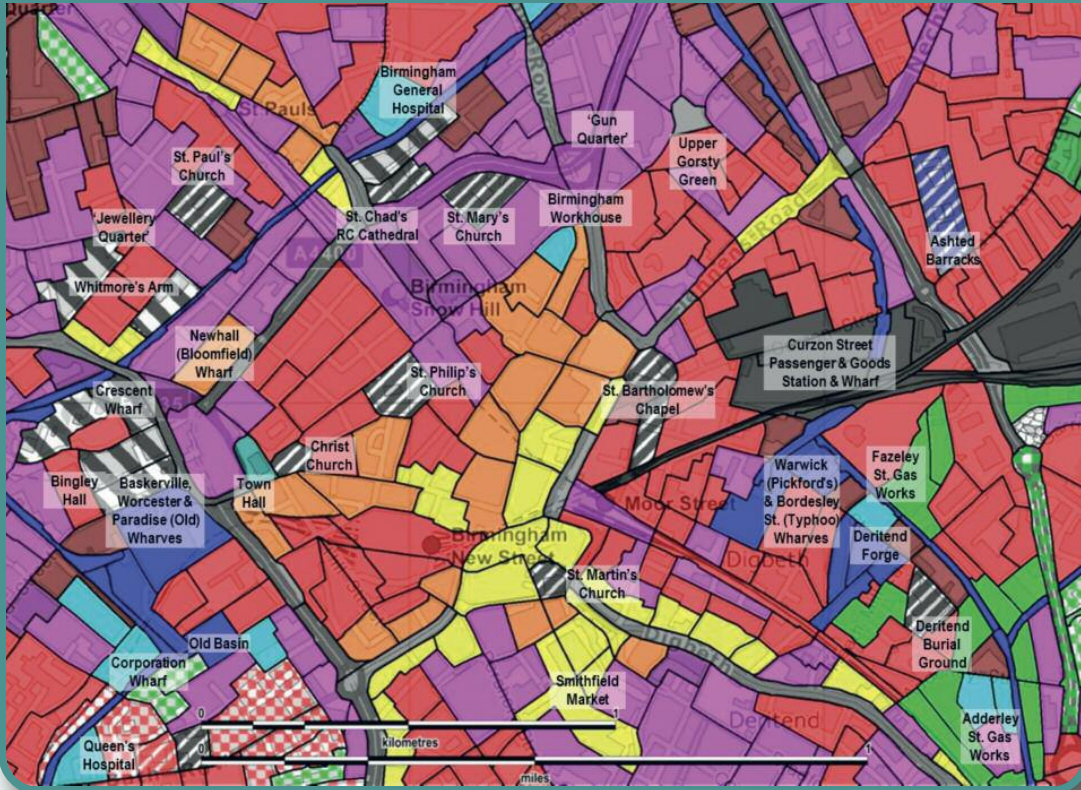 Quarter
Birmingham
General
Hospital
St Pauls
Row
'Gun
Quarter'
Upper
Gorsty
Green
St. Paul's
Church
'Jewellery
Quarter'
St. Chad's
RC Cathedral
St. Mary's
Church
Birmingham
Workhouse
Road
Ashted
Barracks
A4400
Whitmore's Arm
Birmingham
Snow Hill
Newhall
(Bloomfield)
Wharf
Curzon Street
Passenger & Goods
Station & Wharf
St. Philip's
Church
St. Bartholomew's
Chapel
Crescent
Wharf
Christ
Church
Bingley
Hall
Baskerville,
Worcester &
Paradise (Old)
Wharves
Town
Hall
Warwick
(Pickford's)
& Bordesley
St. (Typhoo)
Wharves
Fazeley
St. Gas
Works
Moor Street
Birmingham
New Street
Digbeth
Deritend
Forge
St. Martin's
Church
Digbeth
Deritend
Burial
Ground
Old Basin
Corporation
Wharf
Smithfield
Market
Deritend
Adderley
St. Gas
Works
Queen's
Hospital
0 1
kilometres
0 1
miles